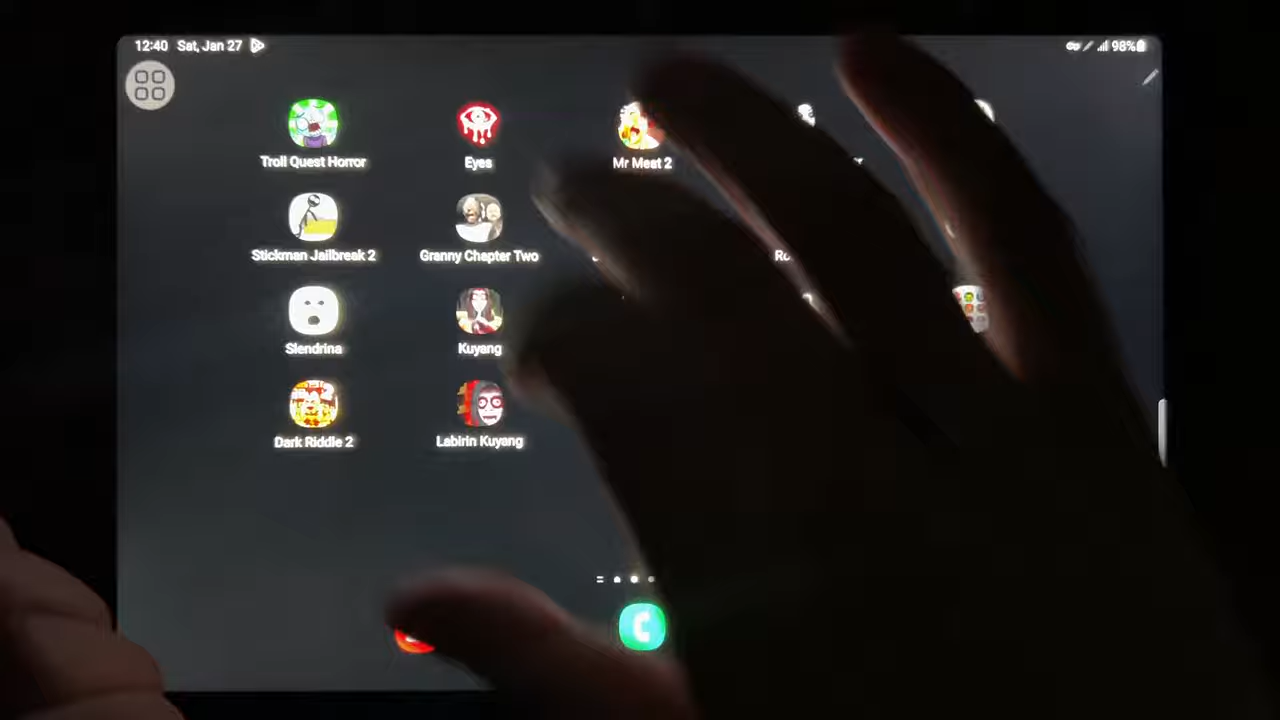 12:40 Sat, Jan 27 98%
Troll Quest Horror Eyes Mr Meat 2
Stickman Jailbreak 2 Granny Chapter Two
Slendrina Kuyang
Dark Riddle 2 Labirin Kuyang